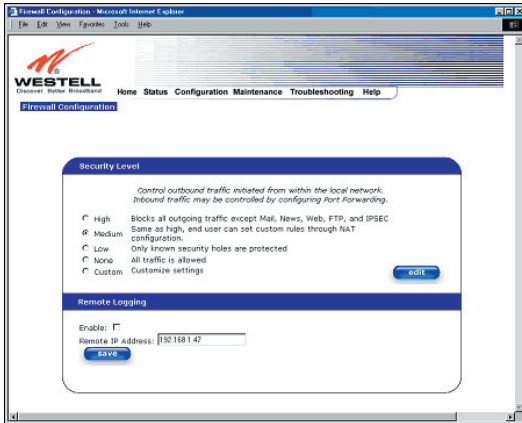 Firewall Configuration - Microsoft Internet Explorer
File Edit View Favorites Tools Help
WESTELL
Discover Better Broadband
Home Status Configuration Maintenance Troubleshooting Help
Firewall Configuration
Security Level
Control outbound traffic initiated from within the local network.
Inbound traffic may be controlled by configuring Port Forwarding.
High Blocks all outgoing traffic except Mail, News, Web, FTP, and IPSEC
Medium Same as high, end user can set custom rules through NAT
configuration.
Low Only known security holes are protected
None All traffic is allowed
Custom Customize settings
edit
Remote Logging
Enable:
Remote IP Address: 192.168.1.47
save